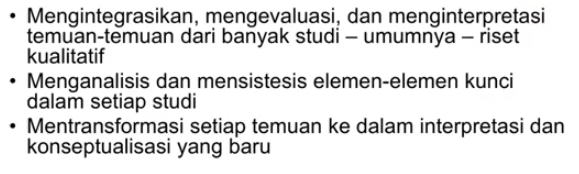 • Mengintegrasikan, mengevaluasi, dan menginterpretasi
temuan-temuan dari banyak studi – umumnya – riset
kualitatif
• Menganalisis dan mensistesis elemen-elemen kunci
dalam setiap studi
• Mentransformasi setiap temuan ke dalam interpretasi dan
konseptualisasi yang baru